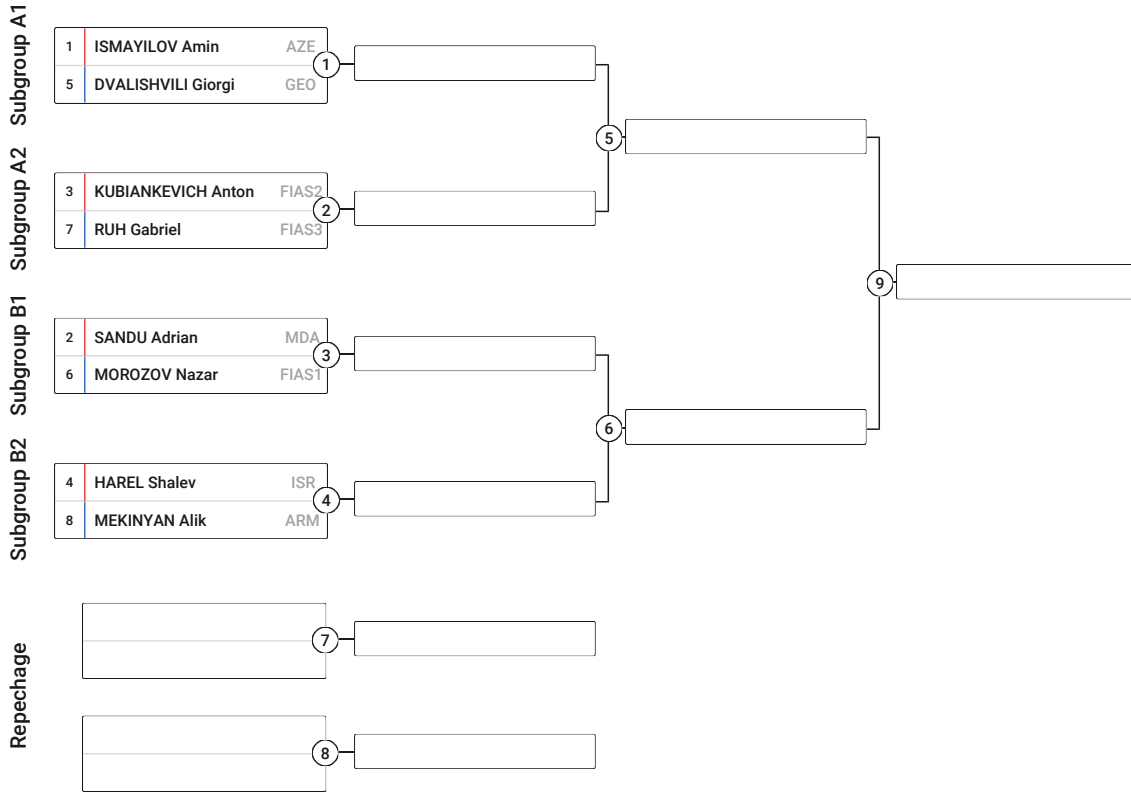 Subgroup A1
1 ISMAYILOV Amin AZE
5 DVALISHVILI Giorgi GEO
1
5
Subgroup A2
3 KUBIANKEVICH Anton FIAS2
7 RUH Gabriel FIAS3
2
9
Subgroup B1
2 SANDU Adrian MDA
6 MOROZOV Nazar FIAS1
3
6
Subgroup B2
4 HAREL Shalev ISR
8 MEKINYAN Alik ARM
4
Repechage
7
8